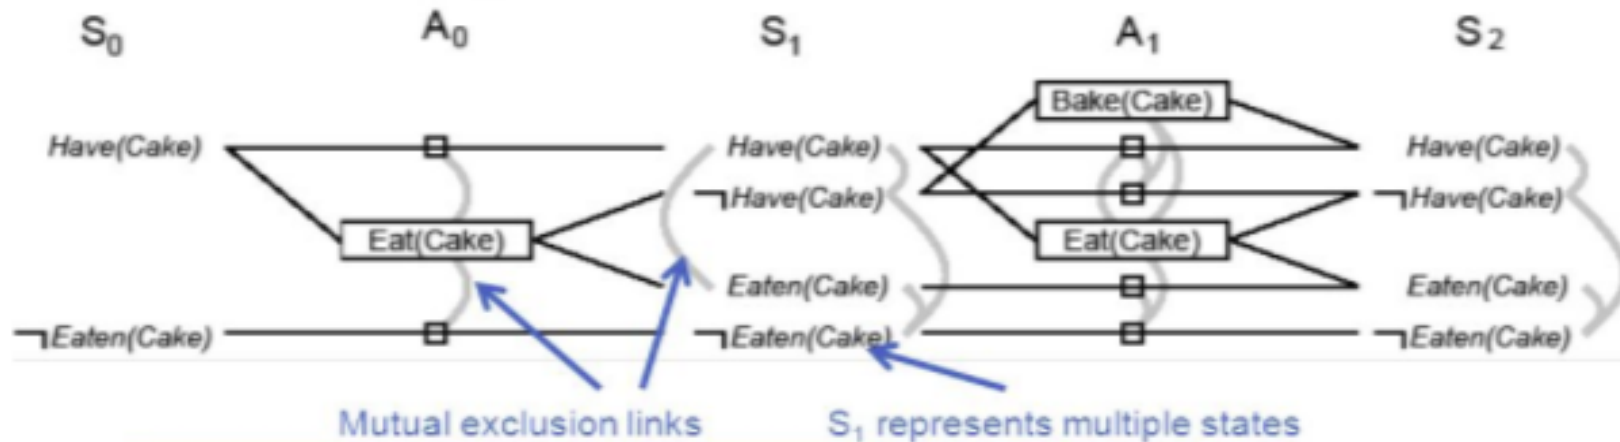 S₀ A₀ S₁ A₁ S₂
Bake(Cake)
Have(Cake) Have(Cake) Have(Cake)
¬Have(Cake) ¬Have(Cake)
Eat(Cake) Eat(Cake)
Eaten(Cake) Eaten(Cake)
¬Eaten(Cake) ¬Eaten(Cake) ¬Eaten(Cake)
Mutual exclusion links S₁ represents multiple states